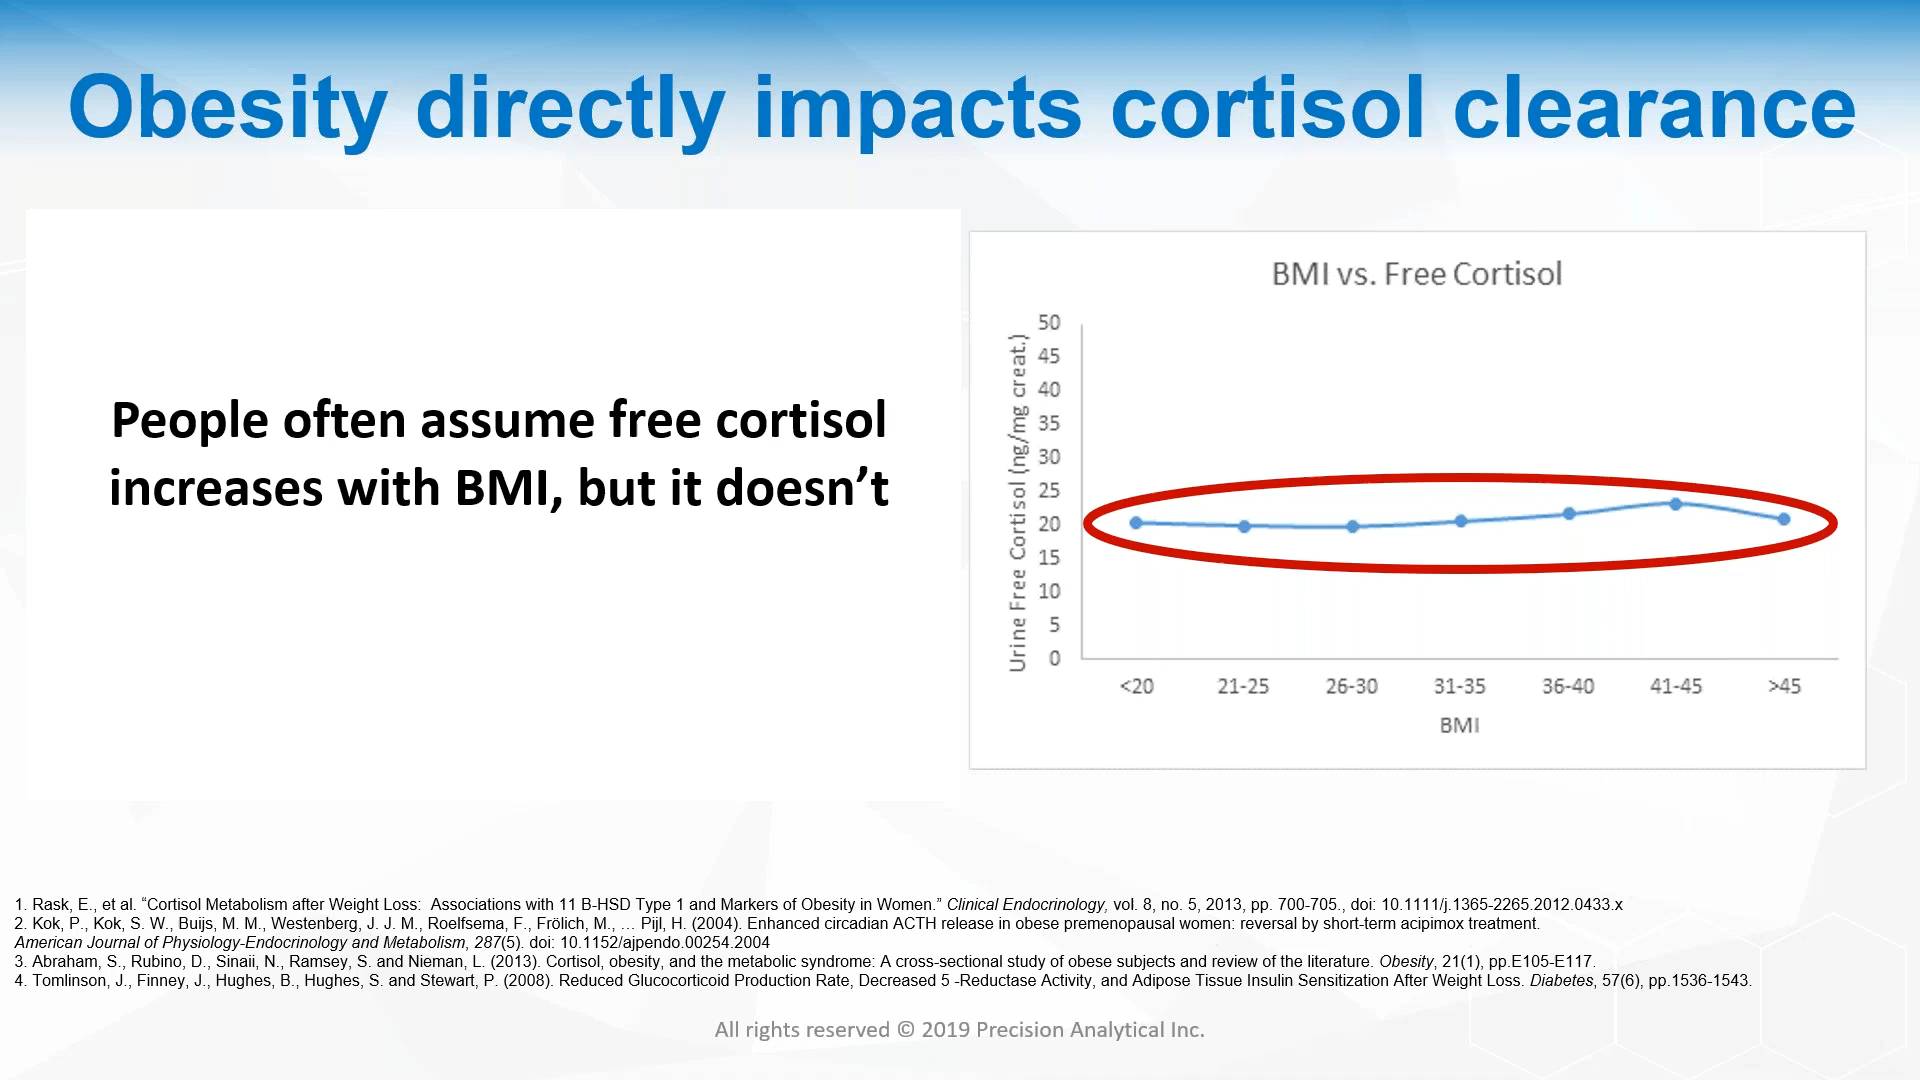 Obesity directly impacts cortisol clearance
People often assume free cortisol
increases with BMI, but it doesn’t
BMI vs. Free Cortisol
Urine Free Cortisol (ng/mg creat.)
50
45
40
35
30
25
20
15
10
5
0
<20 21-25 26-30 31-35 36-40 41-45 >45
BMI
1. Rask, E., et al. “Cortisol Metabolism after Weight Loss: Associations with 11 B-HSD Type 1 and Markers of Obesity in Women.” Clinical Endocrinology, vol. 8, no. 5, 2013, pp. 700-705., doi: 10.1111/j.1365-2265.2012.0433.x
2. Kok, P., Kok, S. W., Buijs, M. M., Westenberg, J. J. M., Roelfsema, F., Frölich, M., … Pijl, H. (2004). Enhanced circadian ACTH release in obese premenopausal women: reversal by short-term acipimox treatment.
American Journal of Physiology-Endocrinology and Metabolism, 287(5). doi: 10.1152/ajpendo.00254.2004
3. Abraham, S., Rubino, D., Sinaii, N., Ramsey, S. and Nieman, L. (2013). Cortisol, obesity, and the metabolic syndrome: A cross-sectional study of obese subjects and review of the literature. Obesity, 21(1), pp.E105-E117.
4. Tomlinson, J., Finney, J., Hughes, B., Hughes, S. and Stewart, P. (2008). Reduced Glucocorticoid Production Rate, Decreased 5 -Reductase Activity, and Adipose Tissue Insulin Sensitization After Weight Loss. Diabetes, 57(6), pp.1536-1543.
All rights reserved © 2019 Precision Analytical Inc.